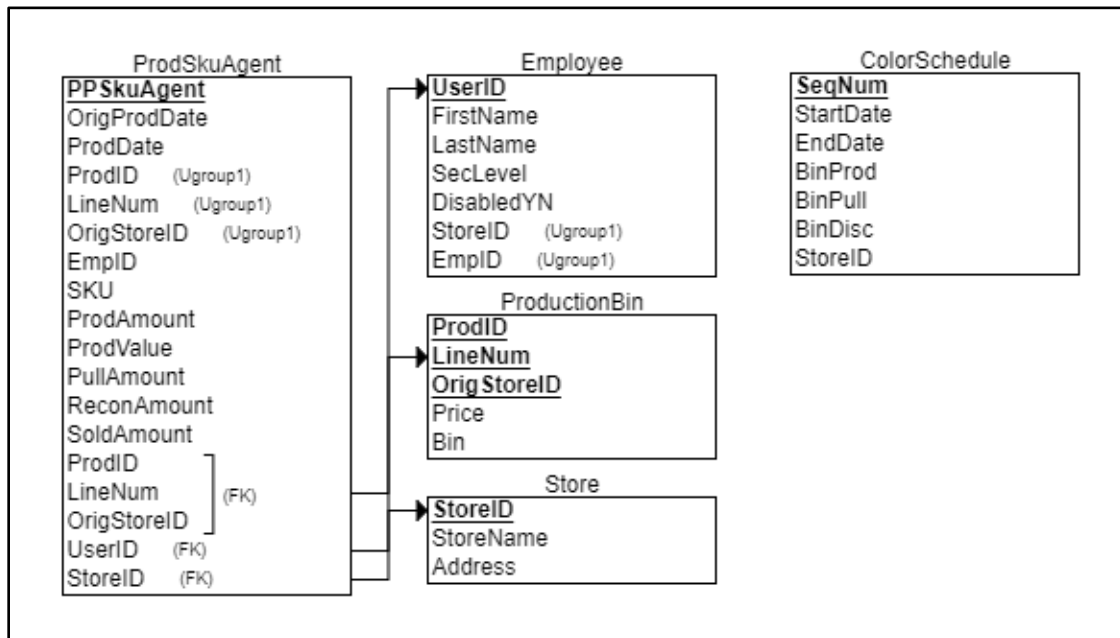 ProdSkuAgent
PPSkuAgent
OrigProdDate
ProdDate
ProdID (Ugroup1)
LineNum (Ugroup1)
OrigStoreID (Ugroup1)
EmpID
SKU
ProdAmount
ProdValue
PullAmount
ReconAmount
SoldAmount
ProdID
LineNum (FK)
OrigStoreID
UserID (FK)
StoreID (FK)
Employee
UserID
FirstName
LastName
SecLevel
DisabledYN
StoreID (Ugroup1)
EmpID (Ugroup1)
ProductionBin
ProdID
LineNum
OrigStoreID
Price
Bin
Store
StoreID
StoreName
Address
ColorSchedule
SeqNum
StartDate
EndDate
BinProd
BinPull
BinDisc
StoreID